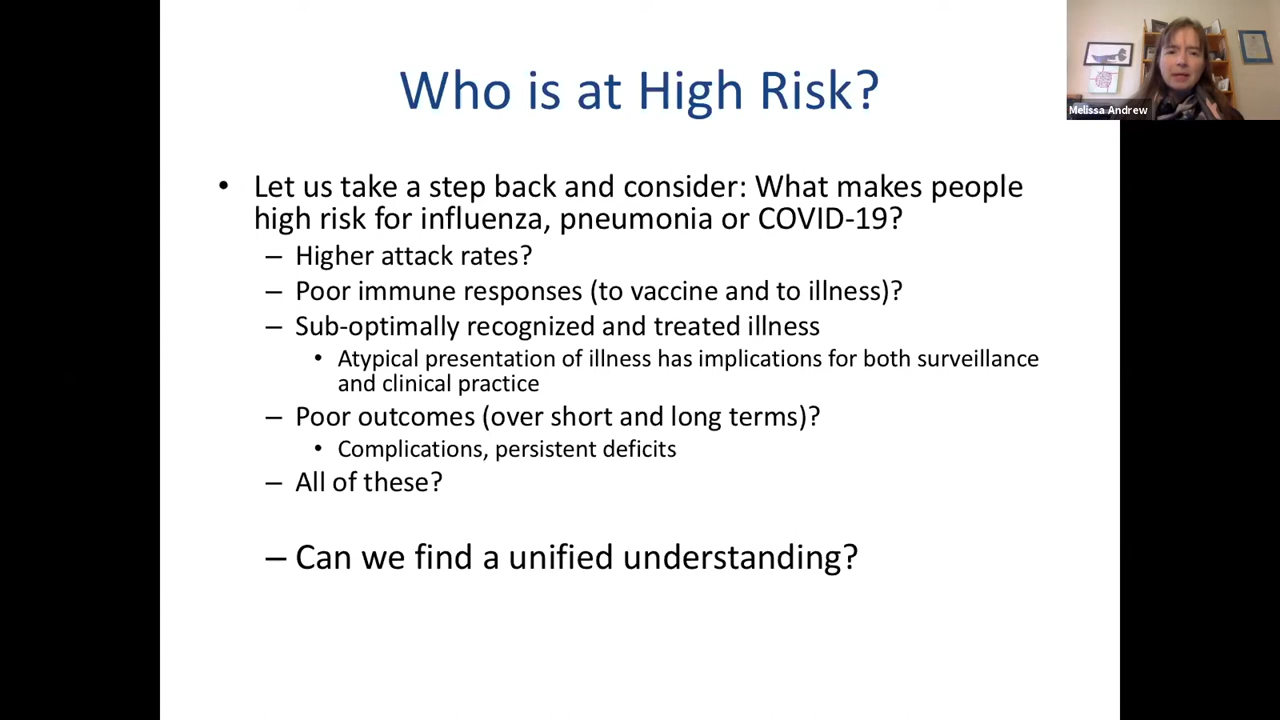 Who is at High Risk?
Melissa Andrew
• Let us take a step back and consider: What makes people
high risk for influenza, pneumonia or COVID-19?
– Higher attack rates?
– Poor immune responses (to vaccine and to illness)?
– Sub-optimally recognized and treated illness
• Atypical presentation of illness has implications for both surveillance
and clinical practice
– Poor outcomes (over short and long terms)?
• Complications, persistent deficits
– All of these?
– Can we find a unified understanding?